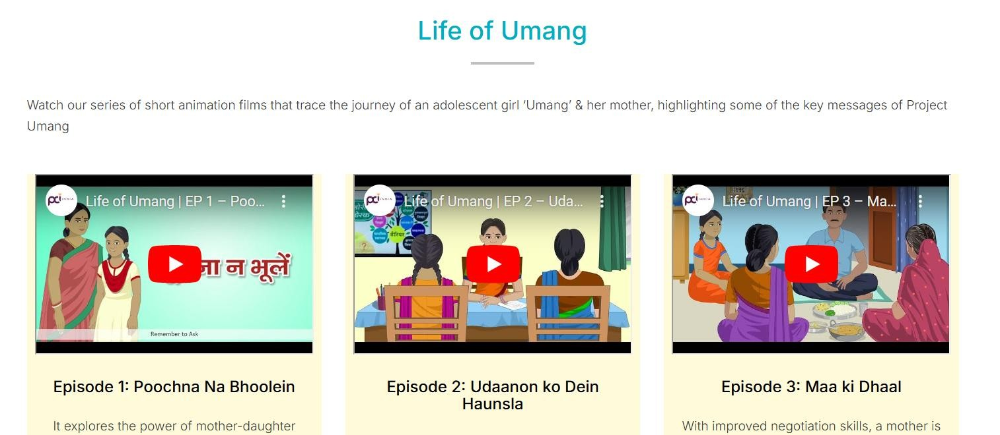 Life of Umang
Watch our series of short animation films that trace the journey of an adolescent girl ‘Umang’ & her mother, highlighting some of the key messages of Project
Umang
pci INDIA
Life of Umang | EP 1 – Poo...
न भूलें
Remember to Ask
pci INDIA
Life of Umang | EP 2 – Uda...
कैरियर
pci INDIA
Life of Umang | EP 3 – Ma...
Episode 1: Poochna Na Bhoolein
Episode 2: Udaanon ko Dein
Haunsla
Episode 3: Maa ki Dhaal
It explores the power of mother-daughter
With improved negotiation skills, a mother is